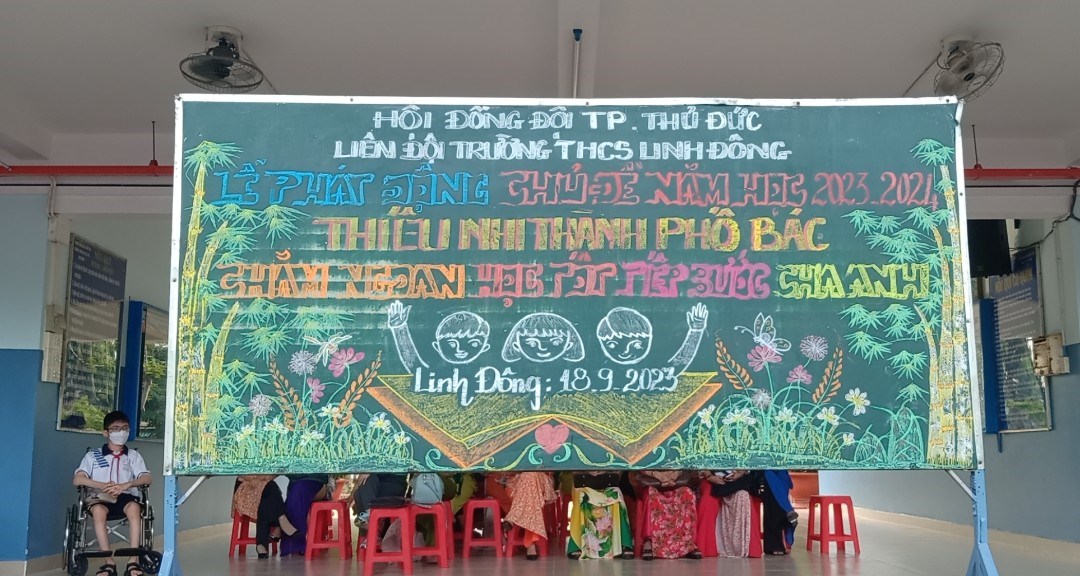 HỘI ĐỒNG ĐỘI TP. THỦ ĐỨC
LIÊN ĐỘI TRƯỜNG THCS LINH ĐÔNG
LỄ PHÁT ĐỘNG CHỦ ĐỀ NĂM HỌC 2023-2024
THIẾU NHI THÀNH PHỐ BÁC
CHĂM NGOAN HỌC TỐT TIẾP BƯỚC CHA ANH
Linh Đông: 18.9.2023